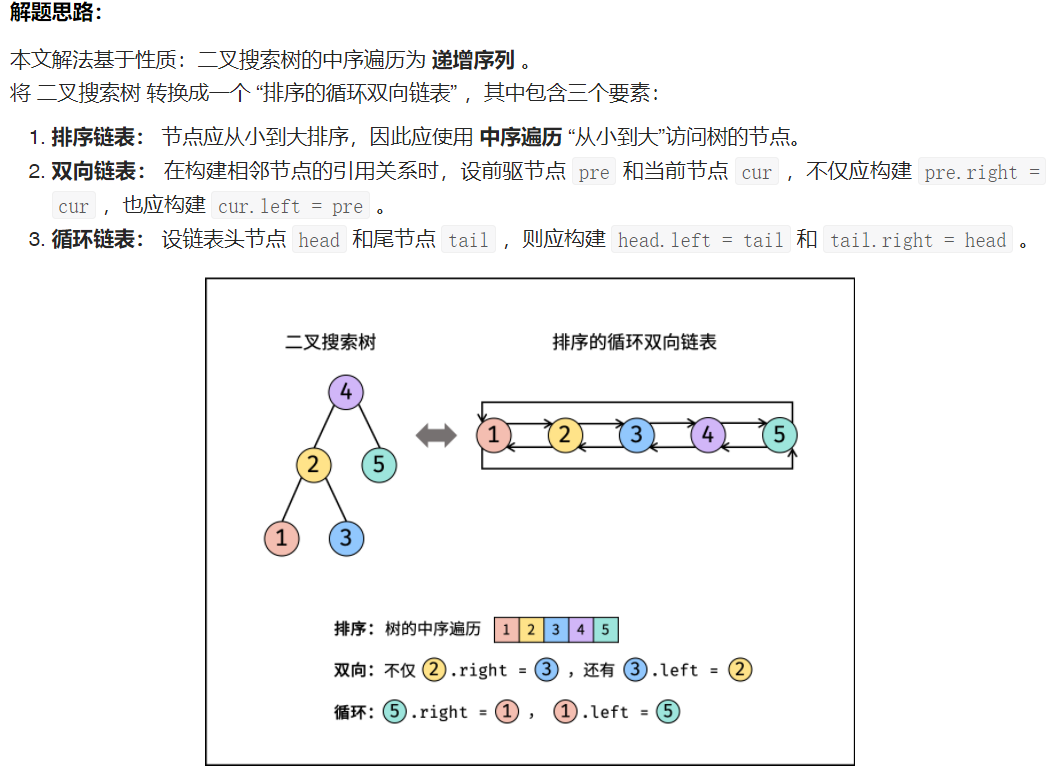 解题思路：
本文解法基于性质：二叉搜索树的中序遍历为 递增序列 。
将 二叉搜索树 转换成一个 “排序的循环双向链表” ，其中包含三个要素：
1. 排序链表： 节点应从小到大排序，因此应使用 中序遍历 “从小到大”访问树的节点。
2. 双向链表： 在构建相邻节点的引用关系时，设前驱节点 pre 和当前节点 cur ，不仅应构建 pre.right =
cur ，也应构建 cur.left = pre 。
3. 循环链表： 设链表头节点 head 和尾节点 tail ，则应构建 head.left = tail 和 tail.right = head 。
二叉搜索树
排序的循环双向链表
4
2 5
1 3
1 2 3 4 5
排序：树的中序遍历 1 2 3 4 5
双向：不仅 2.right = 3 ，还有 3.left = 2
循环：5.right = 1 ， 1.left = 5